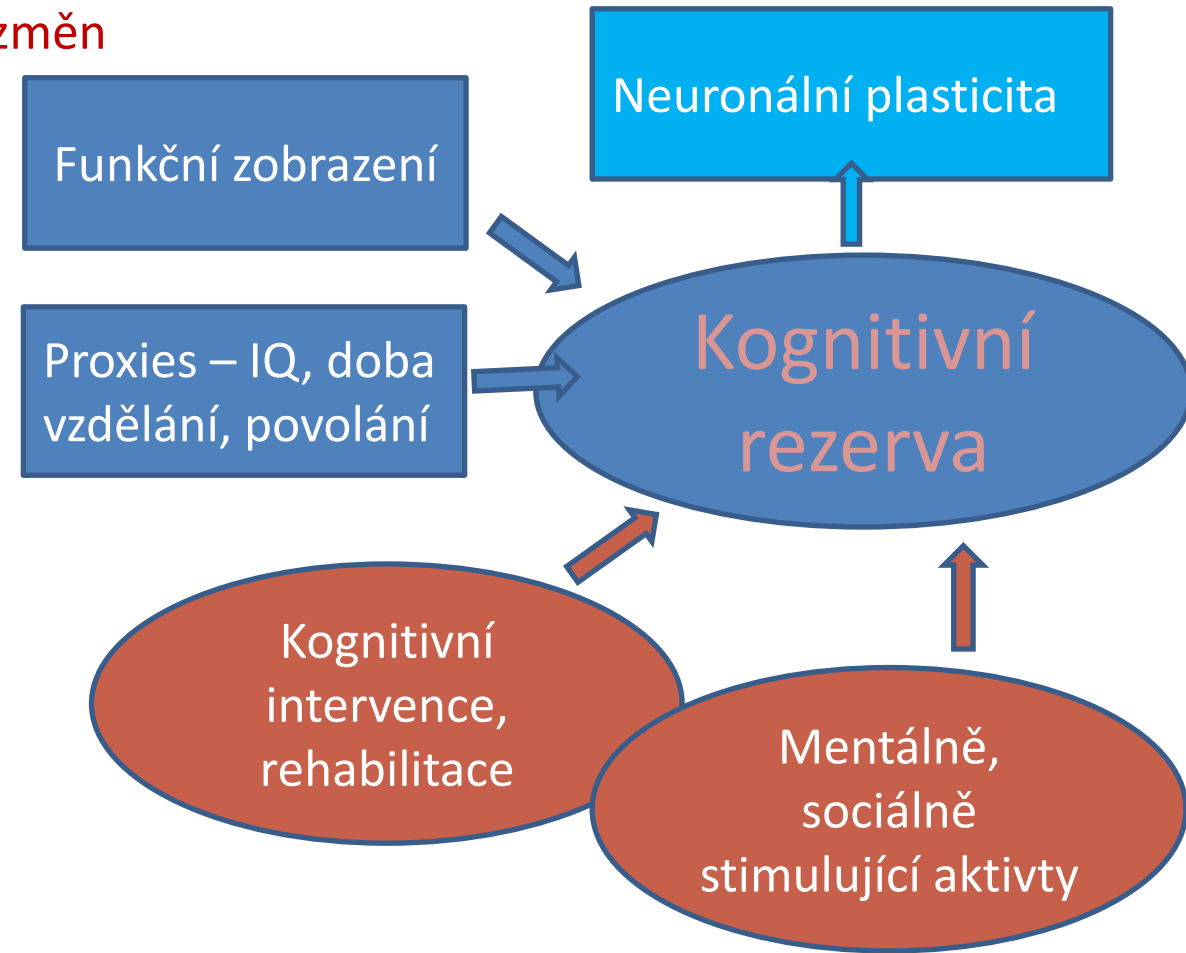 změn
Neuronální plasticita
Funkční zobrazení
Proxies – IQ, doba
vzdělání, povolání
Kognitivní
rezerva
Kognitivní
intervence,
rehabilitace
Mentálně,
sociálně
stimulující aktivty